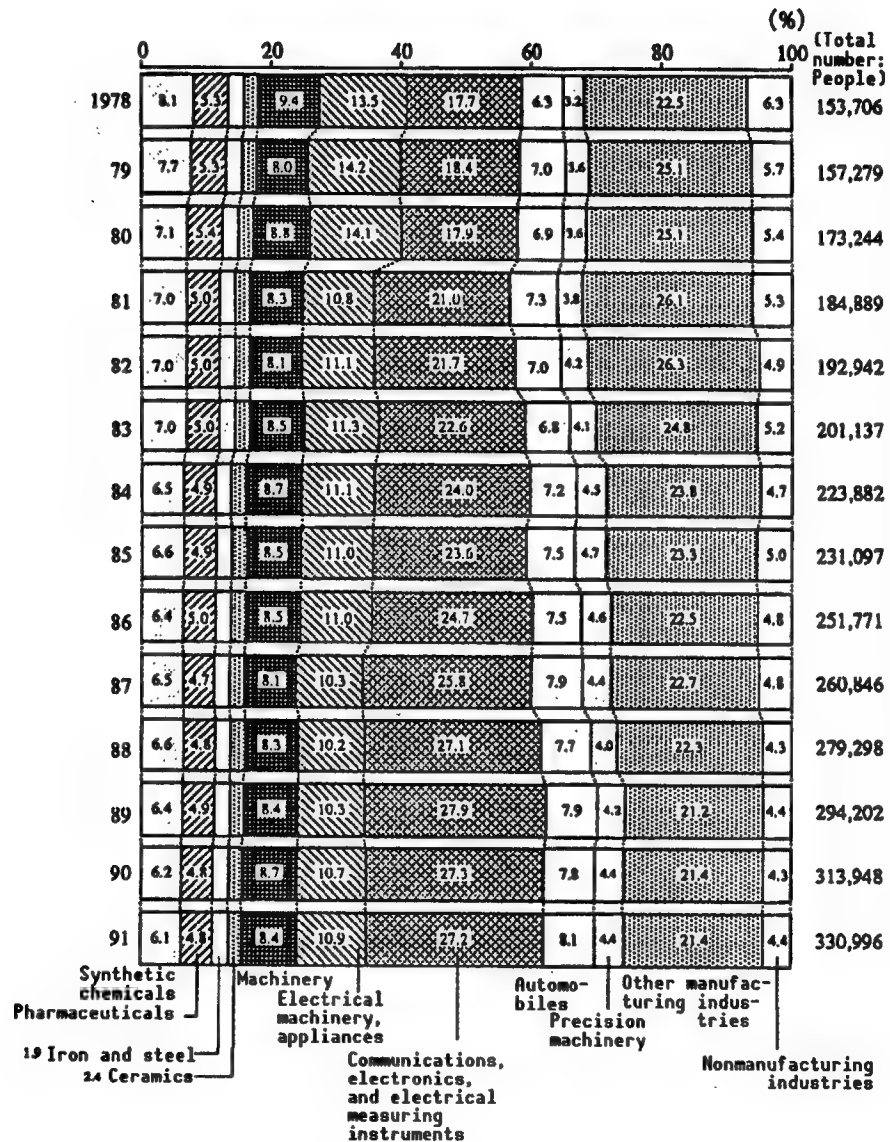 (%)
0 20 40 60 80 100
(Total
number:
People)
1978 8.1 5.3 9.4 13.5 17.7 6.3 3.2 22.5 6.3 153,706
79 7.7 5.3 8.0 14.2 18.4 7.0 3.6 25.1 5.7 157,279
80 7.1 5.4 8.8 14.1 17.9 6.9 3.6 25.1 5.4 173,244
81 7.0 5.0 8.3 10.8 21.0 7.3 3.8 26.1 5.3 184,889
82 7.0 5.0 8.1 11.1 21.7 7.0 4.2 26.3 4.9 192,942
83 7.0 5.0 8.5 11.3 22.6 6.8 4.1 24.8 5.2 201,137
84 6.5 4.9 8.7 11.1 24.0 7.2 4.5 23.8 4.7 223,882
85 6.6 4.9 8.5 11.0 23.6 7.5 4.7 23.3 5.0 231,097
86 6.4 5.0 8.5 11.0 24.7 7.5 4.6 22.5 4.8 251,771
87 6.5 4.7 8.1 10.3 25.8 7.9 4.4 22.7 4.8 260,846
88 6.6 4.8 8.3 10.2 27.1 7.7 4.0 22.3 4.3 279,298
89 6.4 4.9 8.4 10.3 27.9 7.9 4.2 21.2 4.4 294,202
90 6.2 4.8 8.7 10.7 27.3 7.8 4.4 21.4 4.3 313,948
91 6.1 4.8 8.4 10.9 27.2 8.1 4.4 21.4 4.4 330,996
Synthetic
chemicals
Pharmaceuticals
1.9 Iron and steel
2.4 Ceramics
Machinery
Electrical
machinery,
appliances
Communications,
electronics,
and electrical
measuring
instruments
Automo-
biles
Precision
machinery
Other manufac-
turing indus-
tries
Nonmanufacturing
industries